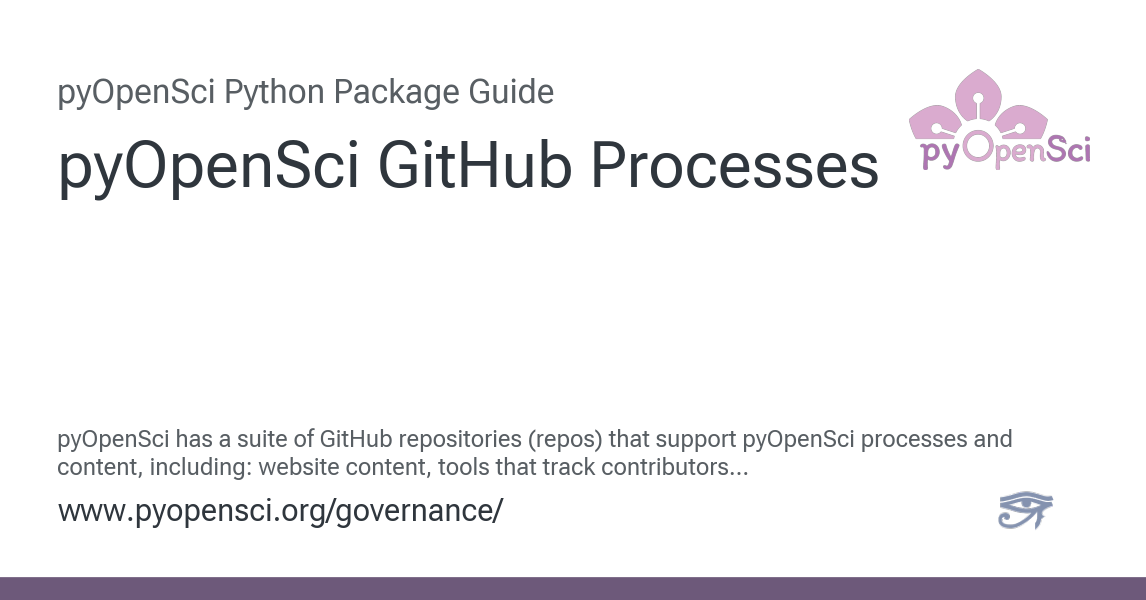 pyOpenSci Python Package Guide
pyOpenSci GitHub Processes
pyOpenSci
pyOpenSci has a suite of GitHub repositories (repos) that support pyOpenSci processes and
content, including: website content, tools that track contributors...
www.pyopensci.org/governance/